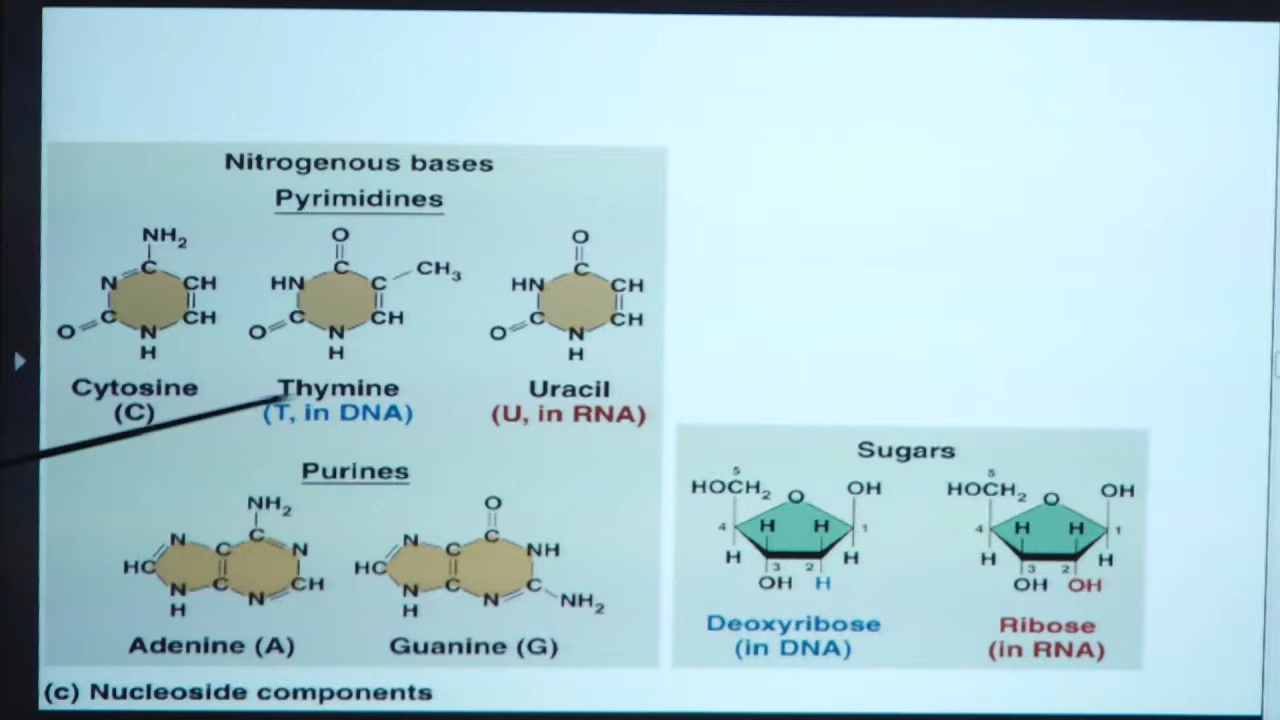 Nitrogenous bases
Pyrimidines
NH2
N C CH
O C CH
N
H
Cytosine
(C)
O
HN C C CH3
O C CH
N
H
Thymine
(T, in DNA)
O
HN C CH
O C CH
N
H
Uracil
(U, in RNA)
Purines
NH2
N C C N
HC CH
N C N
H
Adenine (A)
O
N C C NH
HC
N C N C NH2
H
Guanine (G)
Sugars
5
HOCH2 O OH
4 H H 1
H 3 2 H
OH H
Deoxyribose
(in DNA)
5
HOCH2 O OH
4 H H 1
H 3 2 H
OH OH
Ribose
(in RNA)
(c) Nucleoside components